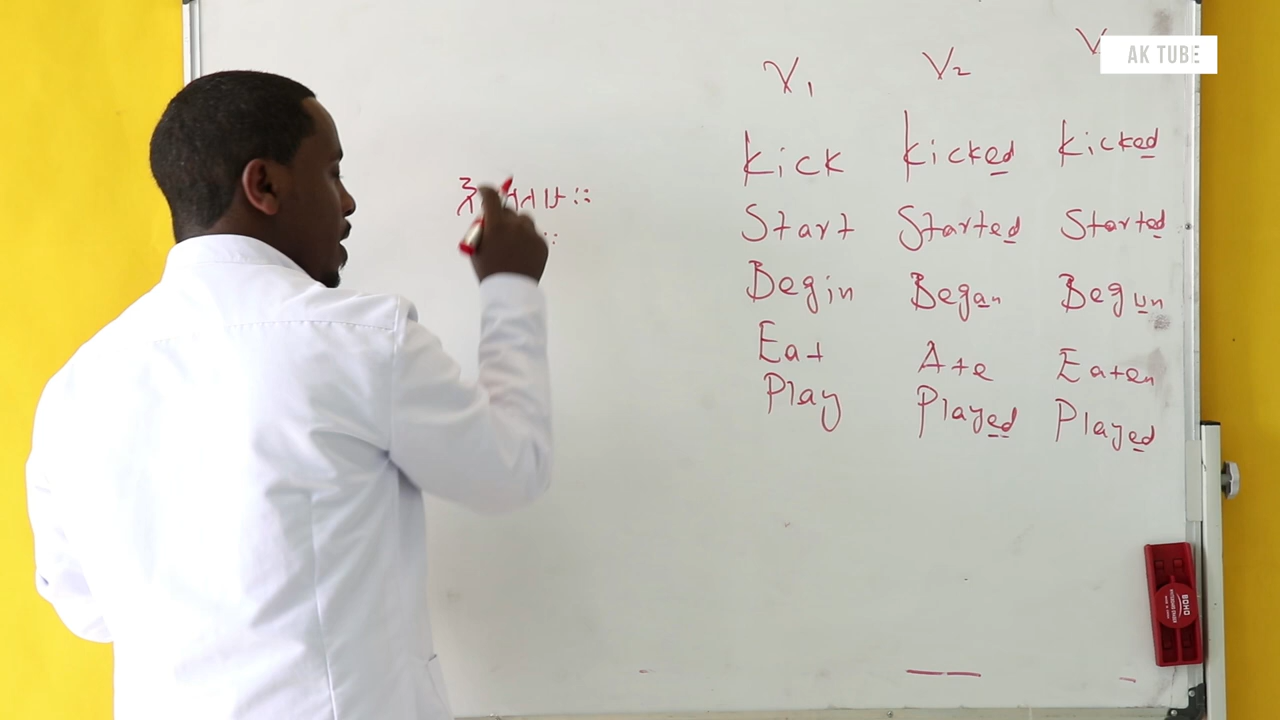 V1 V2 V
AK TUBE
Kick Kicked Kicked
Start Started Started
Begin Began Begun
Eat Ate Eaten
Play Played Played
BOHO